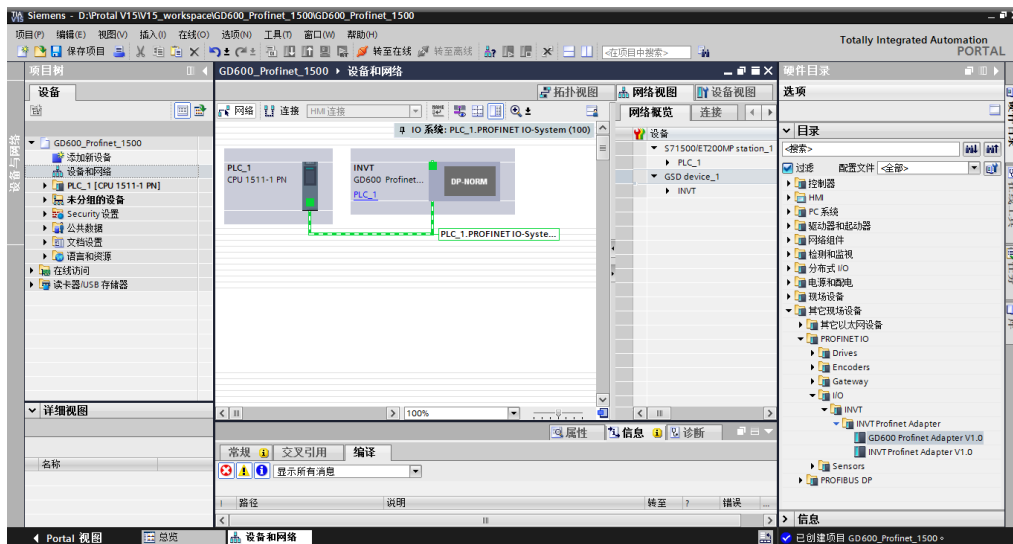 Siemens - D:\Protal V15\V15_workspace\GD600_Profinet_1500\GD600_Profinet_1500
项目(P) 编辑(E) 视图(V) 插入(I) 在线(O) 选项(N) 工具(T) 窗口(W) 帮助(H)
Totally Integrated Automation
PORTAL
保存项目 转至在线 转至离线 <在项目中搜索>
项目树
GD600_Profinet_1500 ▸ 设备和网络
硬件目录
设备
拓扑视图 网络视图 设备视图
选项
网络 连接 HMI连接
网络概览 连接
IO 系统: PLC_1.PROFINET IO-System (100)
设备与网络
GD600_Profinet_1500
添加新设备
设备和网络
PLC_1 [CPU 1511-1 PN]
未分组的设备
Security 设置
公共数据
文档设置
语言和资源
在线访问
读卡器/USB 存储器
PLC_1
CPU 1511-1 PN
INVT
GD600 Profinet...
PLC_1
DP-NORM
PLC_1.PROFINET IO-Syste...
设备
S71500/ET200MP station_1
PLC_1
GSD device_1
INVT
目录
<搜索>
过滤 配置文件 <全部>
控制器
HMI
PC 系统
驱动器和起动器
网络组件
检测和监视
分布式 I/O
电源和配电
现场设备
其它现场设备
其它以太网设备
PROFINET IO
Drives
Encoders
Gateway
I/O
INVT
INVT Profinet Adapter
GD600 Profinet Adapter V1.0
INVT Profinet Adapter V1.0
Sensors
PROFIBUS DP
详细视图
名称
100%
属性 信息 诊断
常规 交叉引用 编译
显示所有消息
! 路径 说明 转至 ? 错误 ...
信息
Portal 视图 总览 设备和网络
已创建项目 GD600_Profinet_1500。